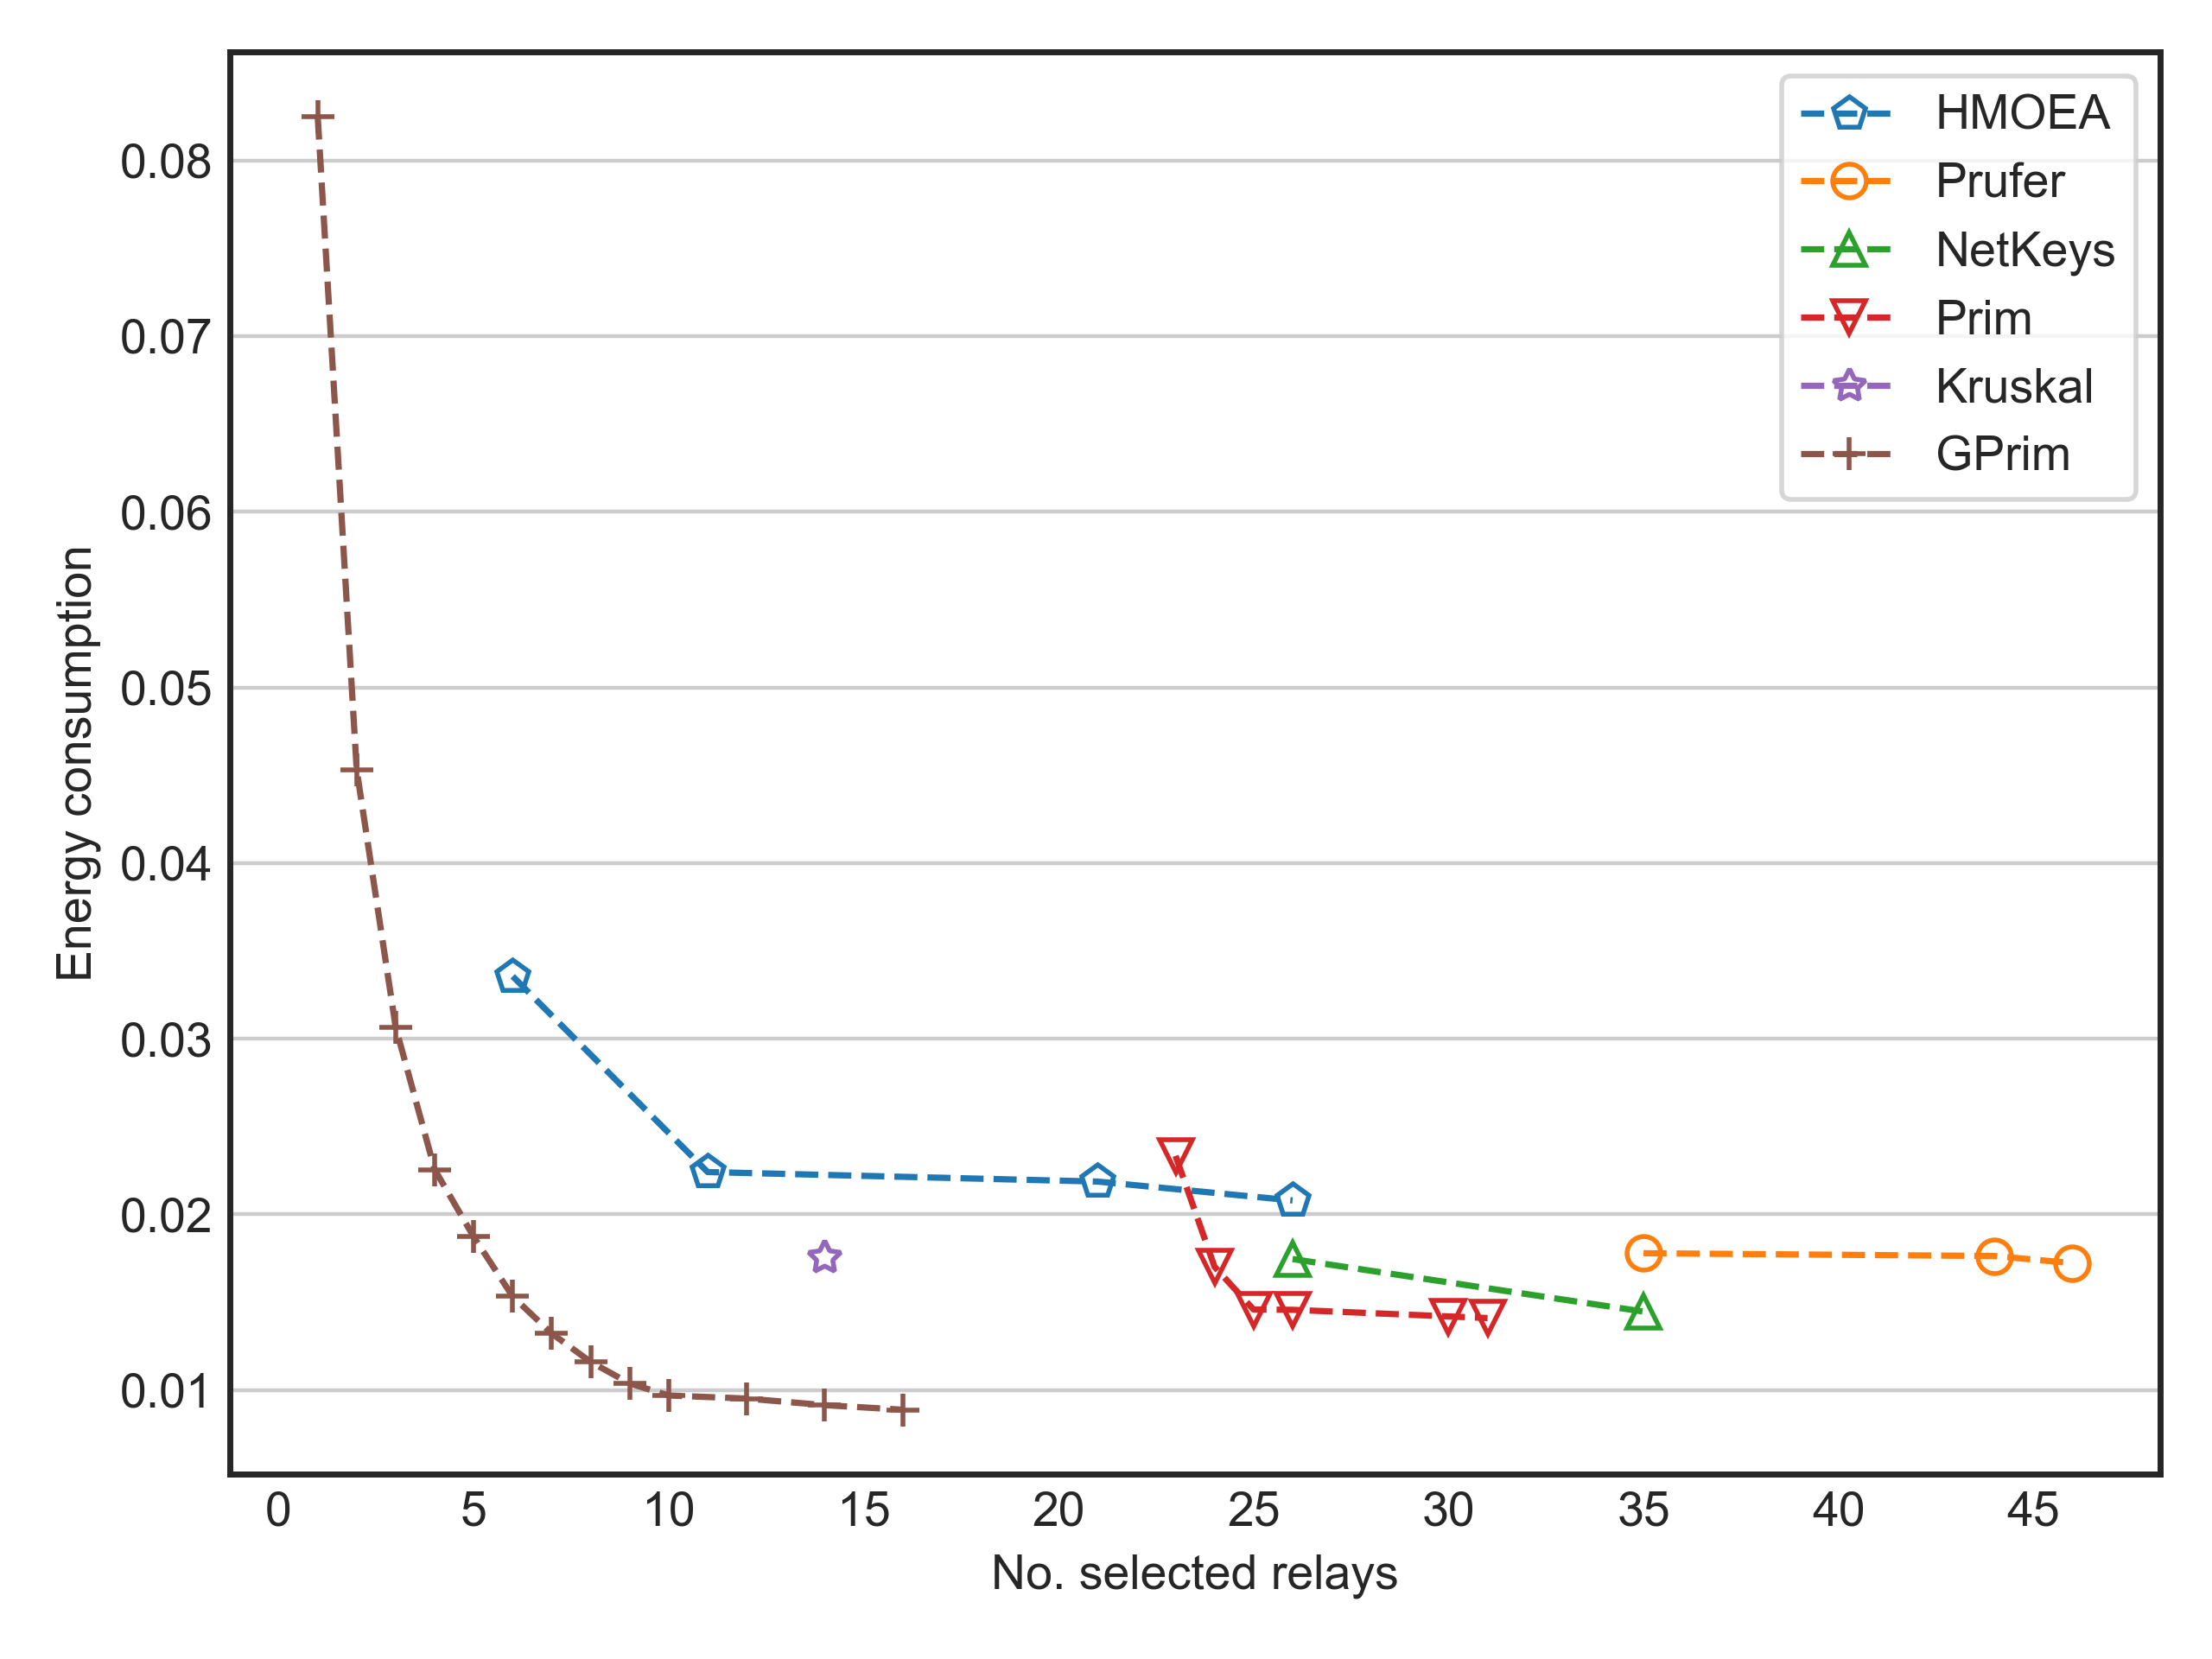 HMOEA
Prufer
NetKeys
Prim
Kruskal
GPrim
0.08
0.07
0.06
0.05
0.04
0.03
0.02
0.01
Energy consumption
0 5 10 15 20 25 30 35 40 45
No. selected relays